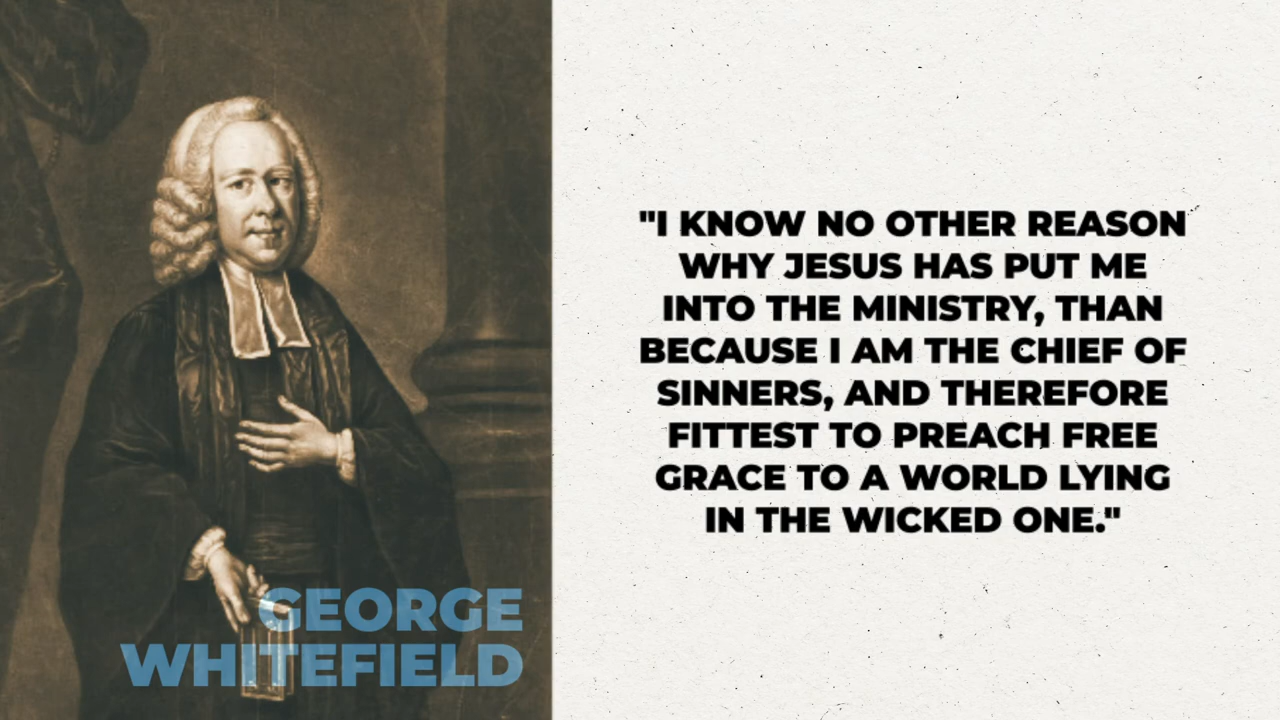 GEORGE
WHITEFIELD
"I KNOW NO OTHER REASON
WHY JESUS HAS PUT ME
INTO THE MINISTRY, THAN
BECAUSE I AM THE CHIEF OF
SINNERS, AND THEREFORE
FITTEST TO PREACH FREE
GRACE TO A WORLD LYING
IN THE WICKED ONE."